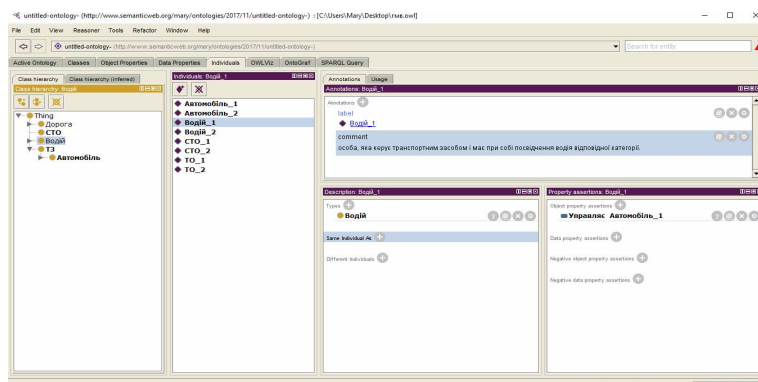 untitled-ontology- (http://www.semanticweb.org/mary/ontologies/2017/11/untitled-ontology-) : [C:\Users\Mary\Desktop\гмв.owl]
File Edit View Reasoner Tools Refactor Window Help
untitled-ontology- (http://www.semanticweb.org/mary/ontologies/2017/11/untitled-ontology-)
Search for entity
Active Ontology Classes Object Properties Data Properties Individuals OWLViz OntoGraf SPARQL Query
Class hierarchy Class hierarchy (inferred)
Class hierarchy: Водій
Thing
Дорога
СТО
Водій
ТЗ
Автомобіль
Individuals: Водій_1
Автомобіль_1
Автомобіль_2
Водій_1
Водій_2
СТО_1
СТО_2
ТО_1
ТО_2
Annotations Usage
Annotations: Водій_1
Annotations
label
Водій_1
comment
особа, яка керує транспортним засобом і має при собі посвідчення водія відповідної категорії.
Description: Водій_1
Types
Водій
Same Individual As
Different Individuals
Property assertions: Водій_1
Object property assertions
Управляє Автомобіль_1
Data property assertions
Negative object property assertions
Negative data property assertions